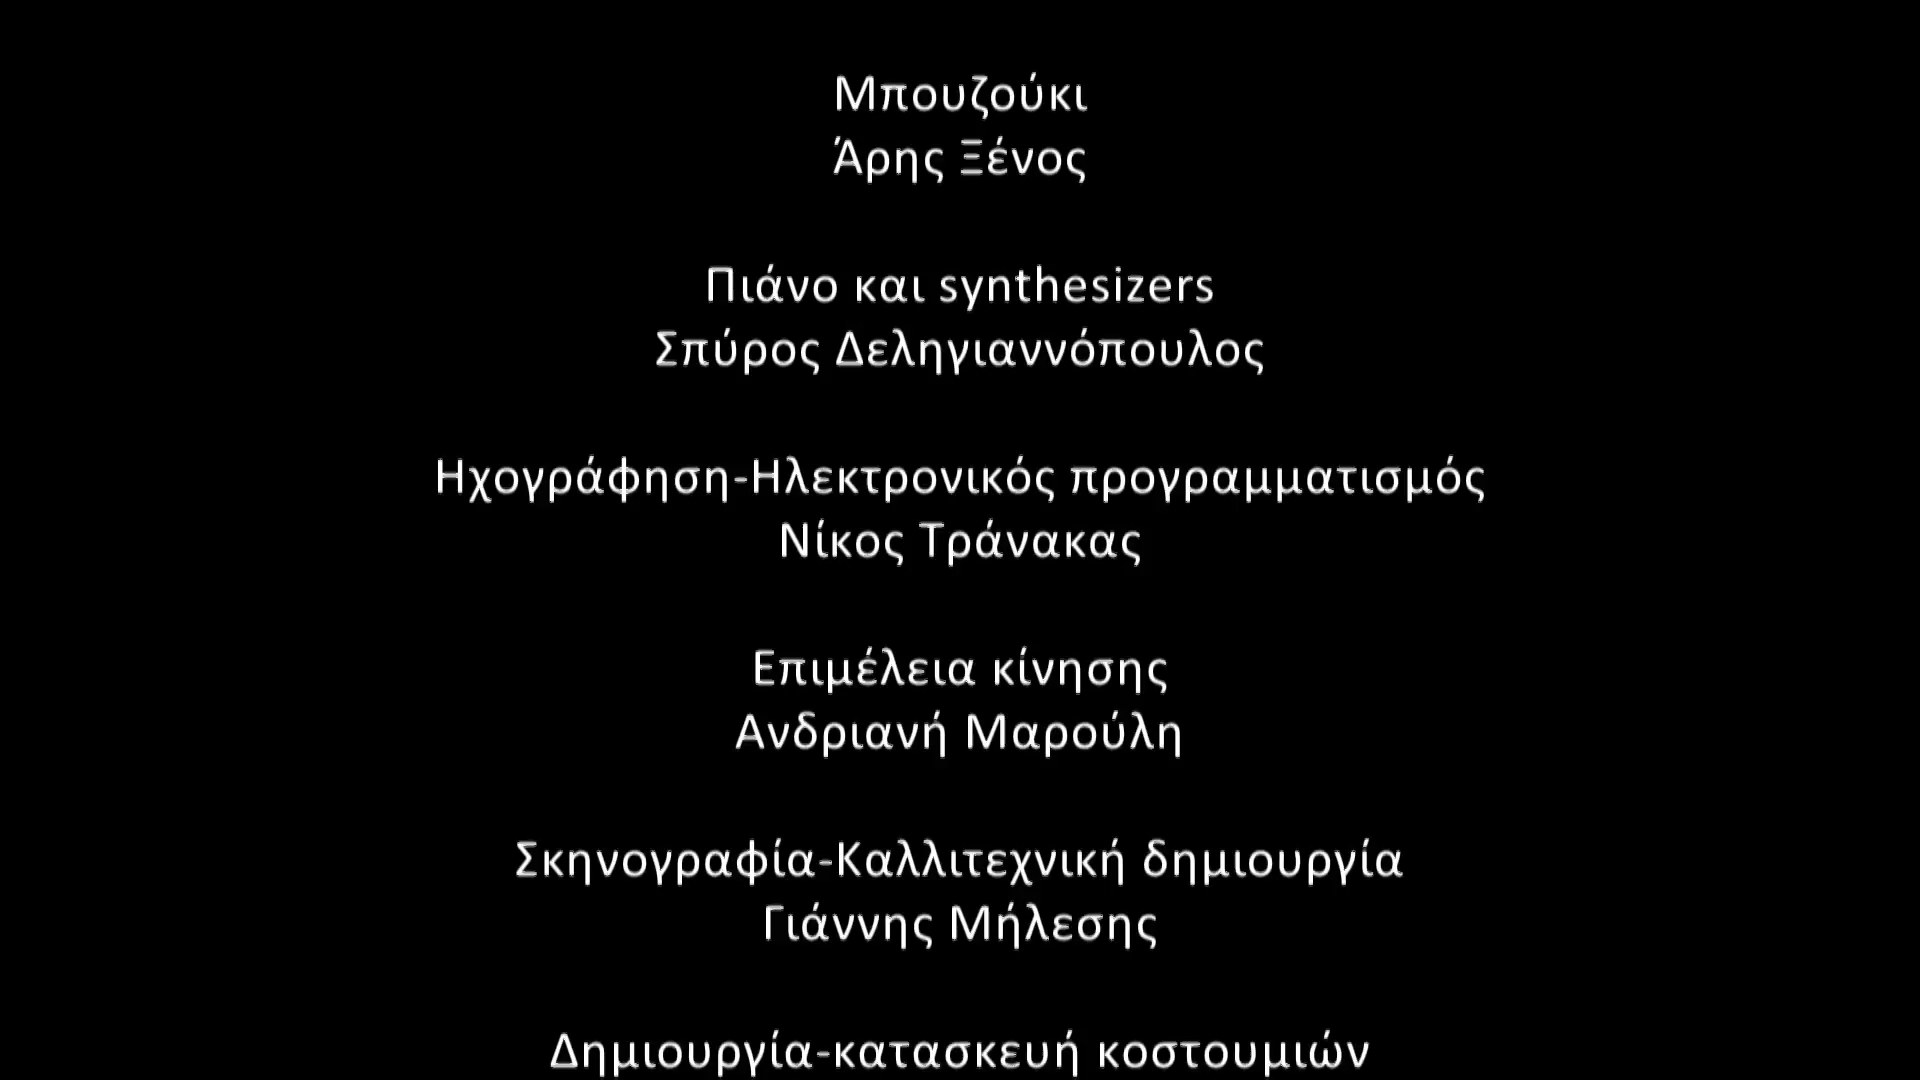 Μπουζούκι
Άρης Ξένος
Πιάνο και synthesizers
Σπύρος Δεληγιαννόπουλος
Ηχογράφηση-Ηλεκτρονικός προγραμματισμός
Νίκος Τράνακας
Επιμέλεια κίνησης
Ανδριανή Μαρούλη
Σκηνογραφία-Καλλιτεχνική δημιουργία
Γιάννης Μήλεσης
Δημιουργία-κατασκευή κοστουμιών